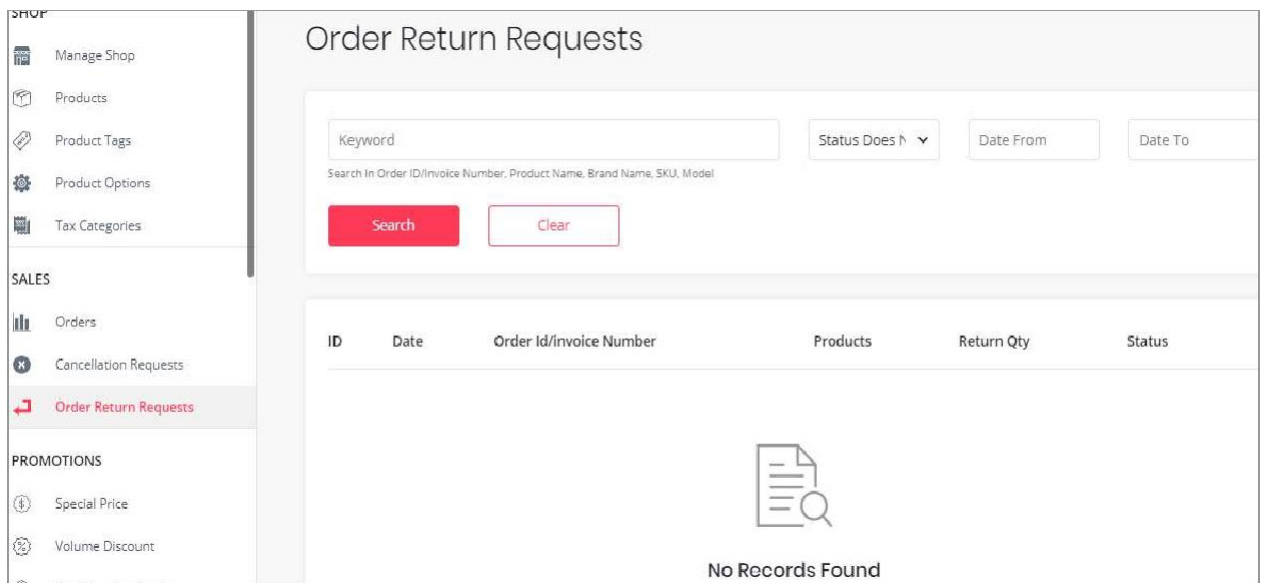 SHOP
Manage Shop
Products
Product Tags
Product Options
Tax Categories
SALES
Orders
Cancellation Requests
Order Return Requests
PROMOTIONS
Special Price
Volume Discount
Order Return Requests
Keyword
Status Does N
Date From
Date To
Search In Order ID/Invoice Number, Product Name, Brand Name, SKU, Model
Search
Clear
ID Date Order Id/invoice Number Products Return Qty Status
No Records Found